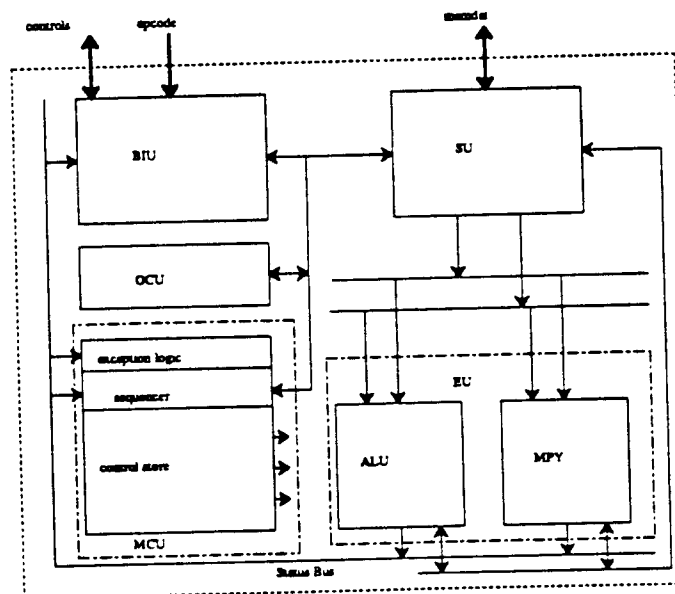 controls opcode
BIU
SU
OCU
exception logic
EU
sequencer
ALU
MPY
control store
MCU
Status Bus